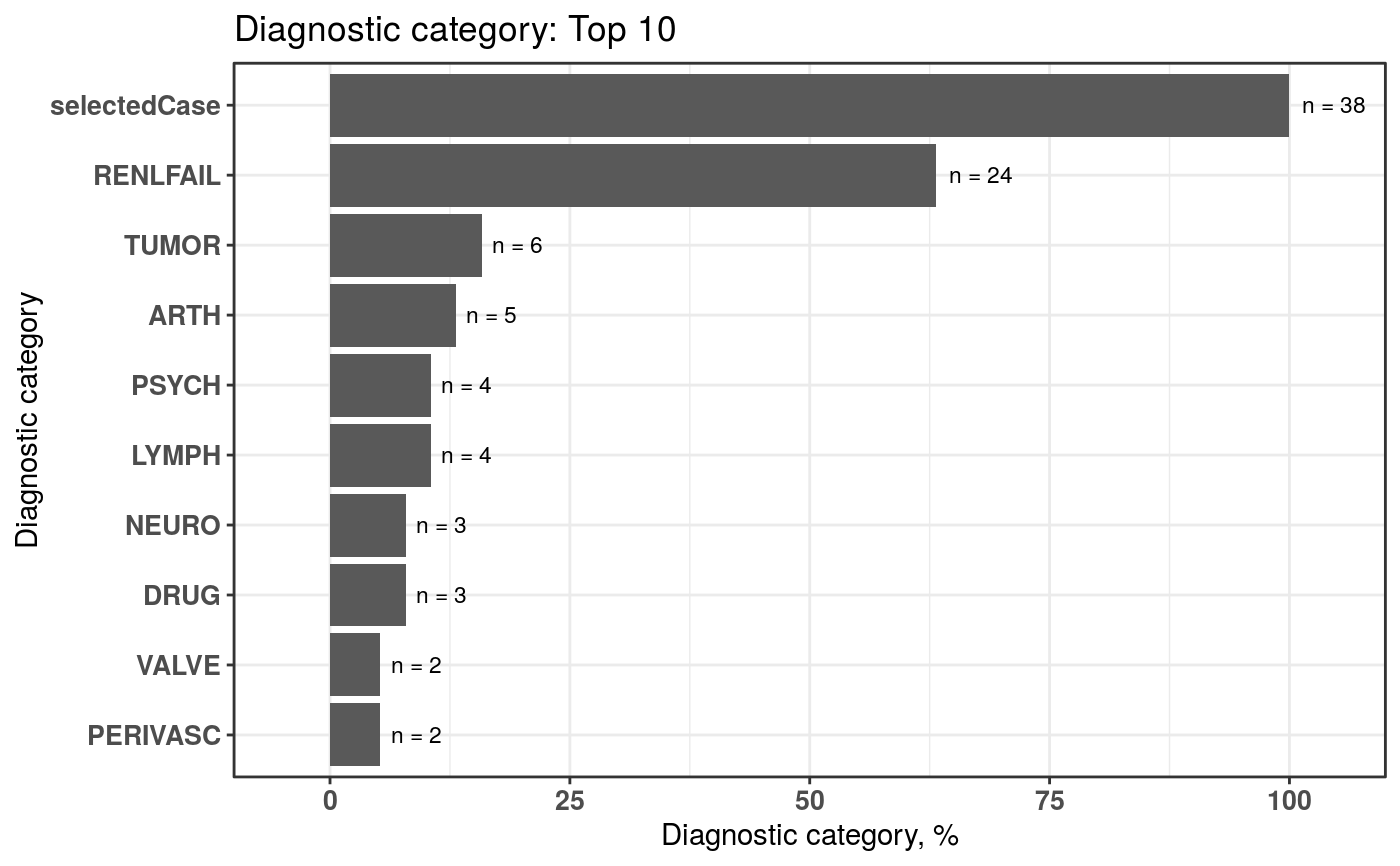 Diagnostic category: Top 10
selectedCase
n = 38
RENLFAIL
n = 24
TUMOR
n = 6
ARTH
n = 5
PSYCH
n = 4
LYMPH
n = 4
NEURO
n = 3
DRUG
n = 3
VALVE
n = 2
PERIVASC
n = 2
Diagnostic category
0 25 50 75 100
Diagnostic category, %